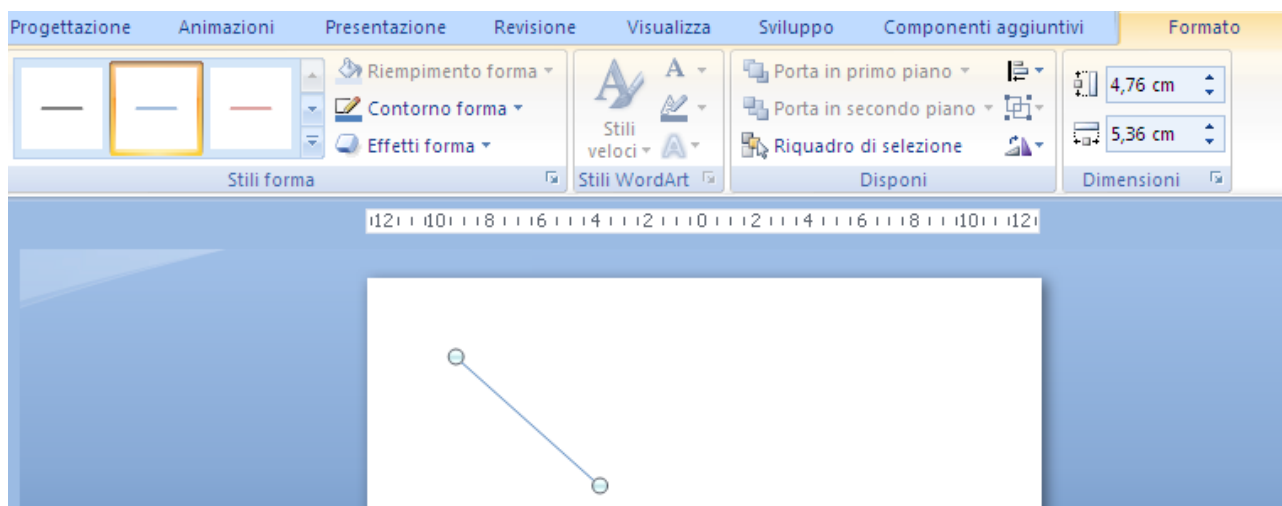 Progettazione Animazioni Presentazione Revisione Visualizza Sviluppo Componenti aggiuntivi Formato
Riempimento forma
Contorno forma
Effetti forma
Stili forma
A
Stili
veloci
A
A
Stili WordArt
Porta in primo piano
Porta in secondo piano
Riquadro di selezione
Disponi
4,76 cm
5,36 cm
Dimensioni
12 10 8 6 4 2 0 2 4 6 8 10 12